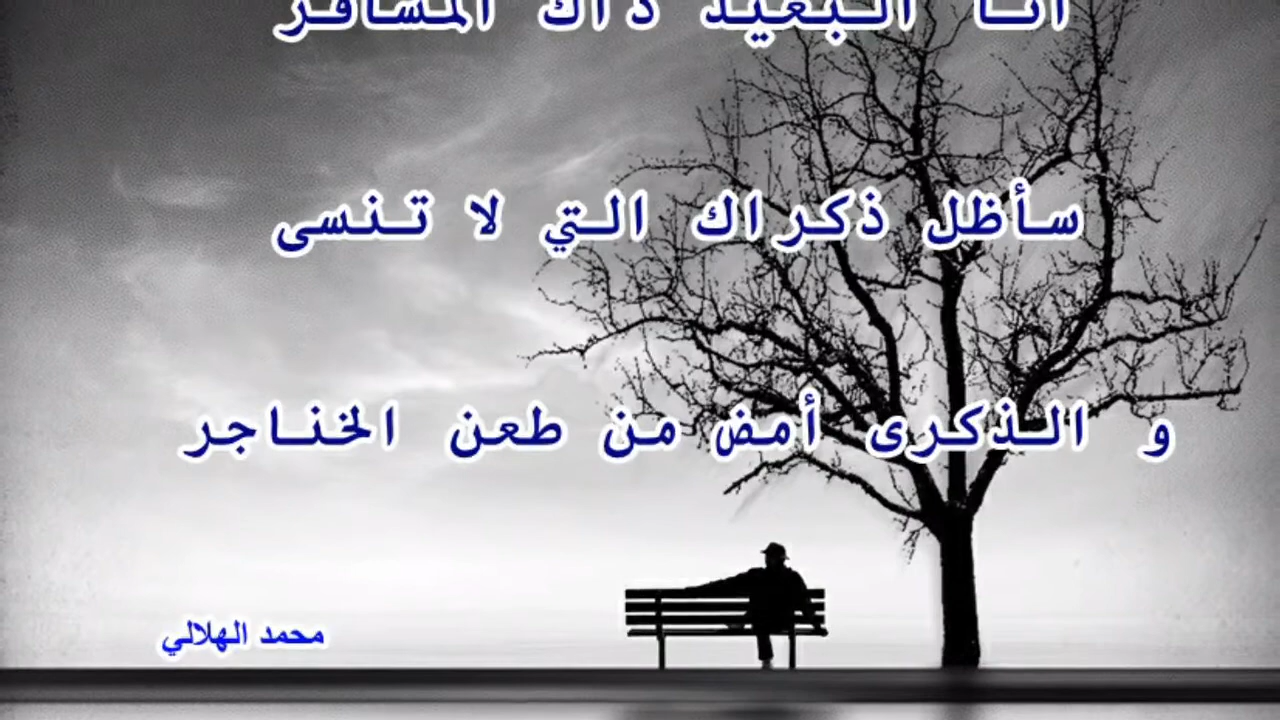 أنا البعيد ذاك المسافر
سأظل ذكراك التي لا تنسى
و الذكرى أمض من طعن الخناجر
محمد الهلالي